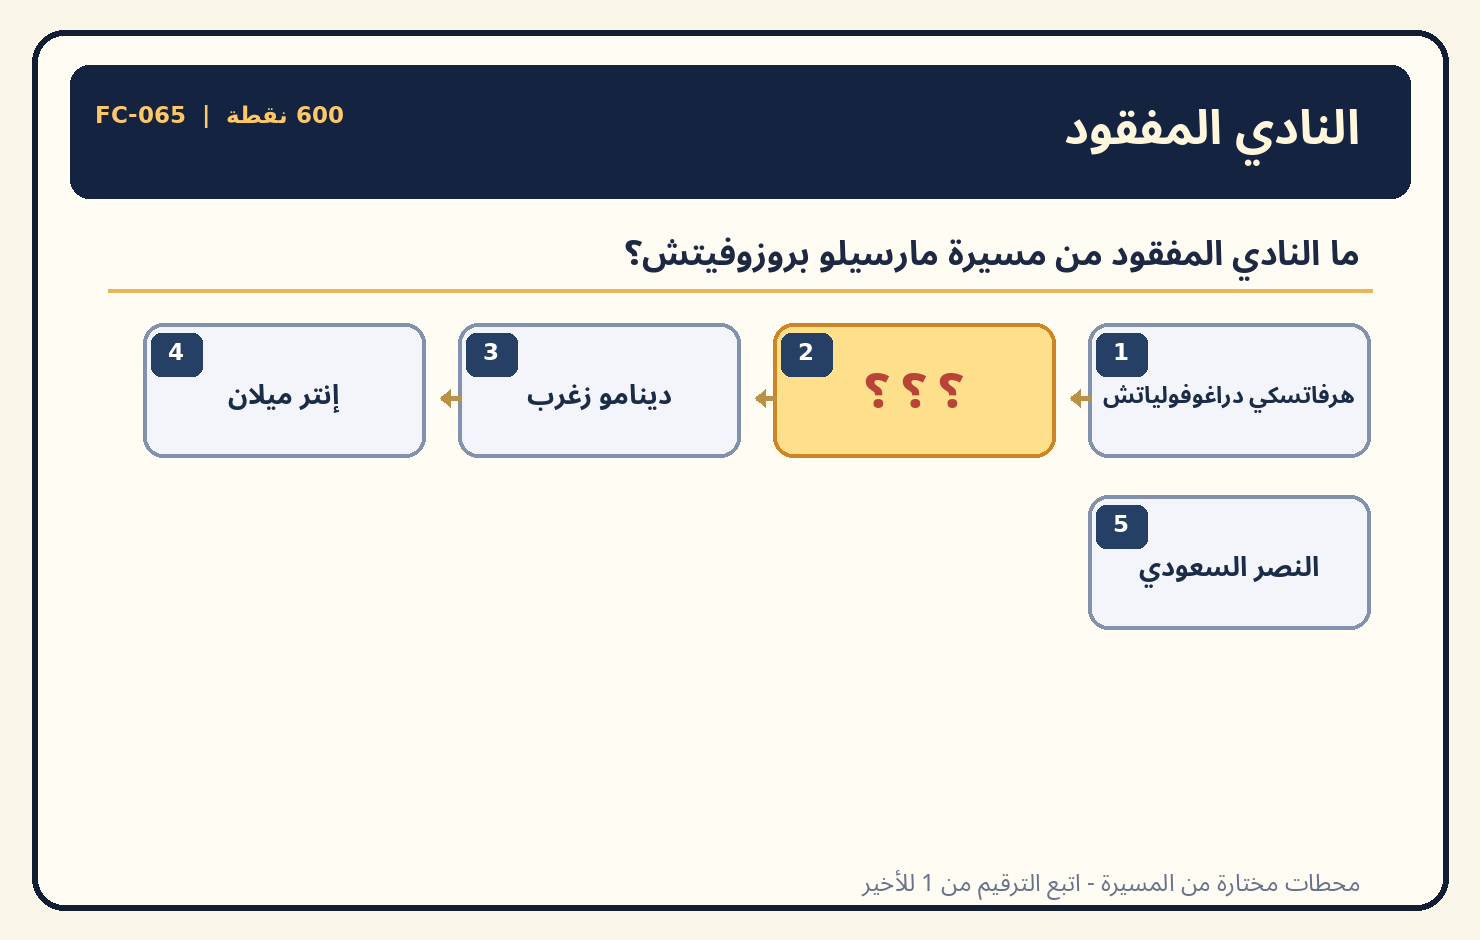 النادي المفقود
600 نقطة | FC-065
ما النادي المفقود من مسيرة مارسيلو بروزوفيتش؟
1
هرفاتسكي دراغوفولياتش
2
؟ ؟ ؟
3
دينامو زغرب
4
إنتر ميلان
5
النصر السعودي
محطات مختارة من المسيرة - اتبع الترقيم من 1 للأخير